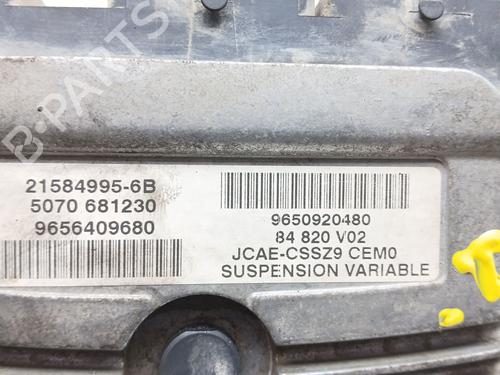 B-PARTS
21584995-6B
5070 681230
9656409680
9650920480
84 820 V02
JCAE-CSSZ9 CEM0
SUSPENSION VARIABLE